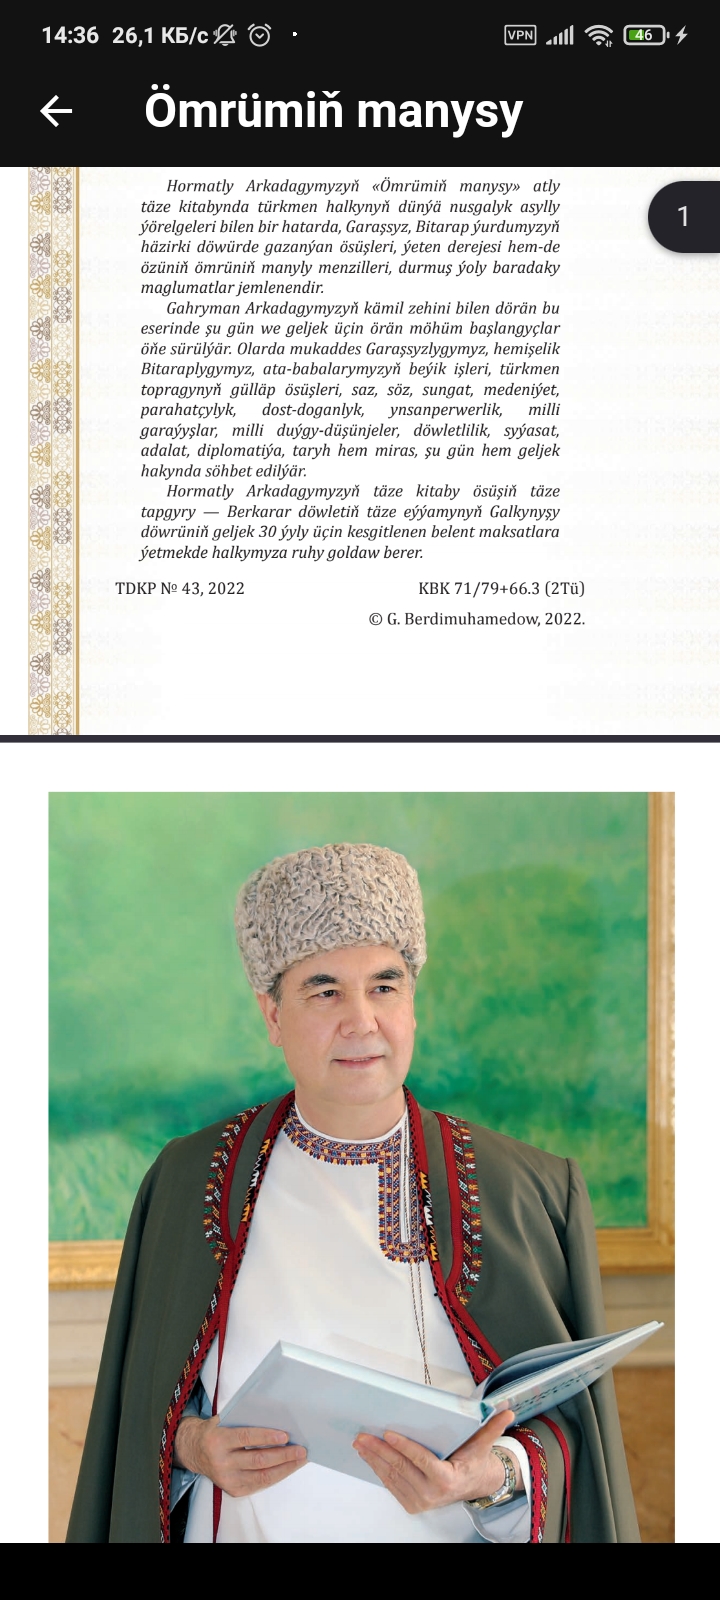 14:36 26,1 КБ/с VPN 46
Ömrümiň manysy
1
Hormatly Arkadagymyzyň «Ömrümiň manysy» atly
täze kitabynda türkmen halkynyň dünýä nusgalyk asylly
ýörelgeleri bilen bir hatarda, Garaşsyz, Bitarap ýurdumyzyň
häzirki döwürde gazanýan ösüşleri, ýeten derejesi hem-de
özüniň ömrüniň manyly menzilleri, durmuş ýoly baradaky
maglumatlar jemlenendir.
Gahryman Arkadagymyzyň kämil zehini bilen dörän bu
eserinde şu gün we geljek üçin örän möhüm başlangyçlar
öňe sürülýär. Olarda mukaddes Garaşsyzlygymyz, hemişelik
Bitaraplygymyz, ata-babalarymyzyň beýik işleri, türkmen
topragynyň gülläp ösüşleri, saz, söz, sungat, medeniýet,
parahatçylyk, dost-doganlyk, ynsanperwerlik, milli
garaýyşlar, milli duýgy-düşünjeler, döwletlilik, syýasat,
adalat, diplomatiýa, taryh hem miras, şu gün hem geljek
hakynda söhbet edilýär.
Hormatly Arkadagymyzyň täze kitaby ösüşiň täze
tapgyry — Berkarar döwletiň täze eýýamynyň Galkynyşy
döwrüniň geljek 30 ýyly üçin kesgitlenen belent maksatlara
ýetmekde halkymyza ruhy goldaw berer.
TDKP № 43, 2022 KBK 71/79+66.3 (2Tü)
© G. Berdimuhamedow, 2022.